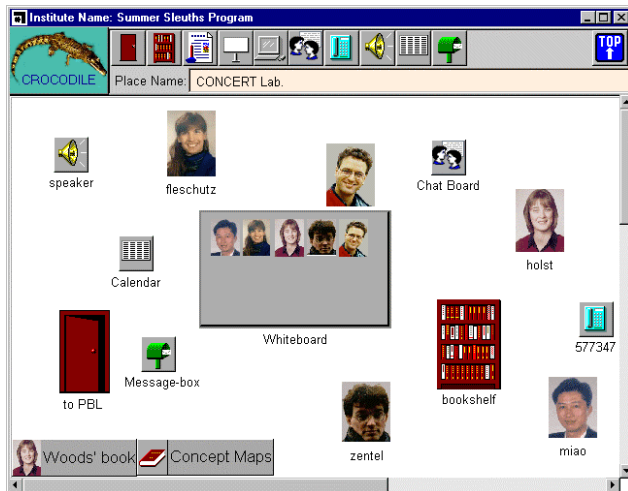 Institute Name: Summer Sleuths Program
TOP
CROCODILE
Place Name: CONCERT Lab.
speaker
fleschutz
Chat Board
holst
Calendar
Whiteboard
577347
to PBL
Message-box
bookshelf
zentel
miao
Woods' book
Concept Maps